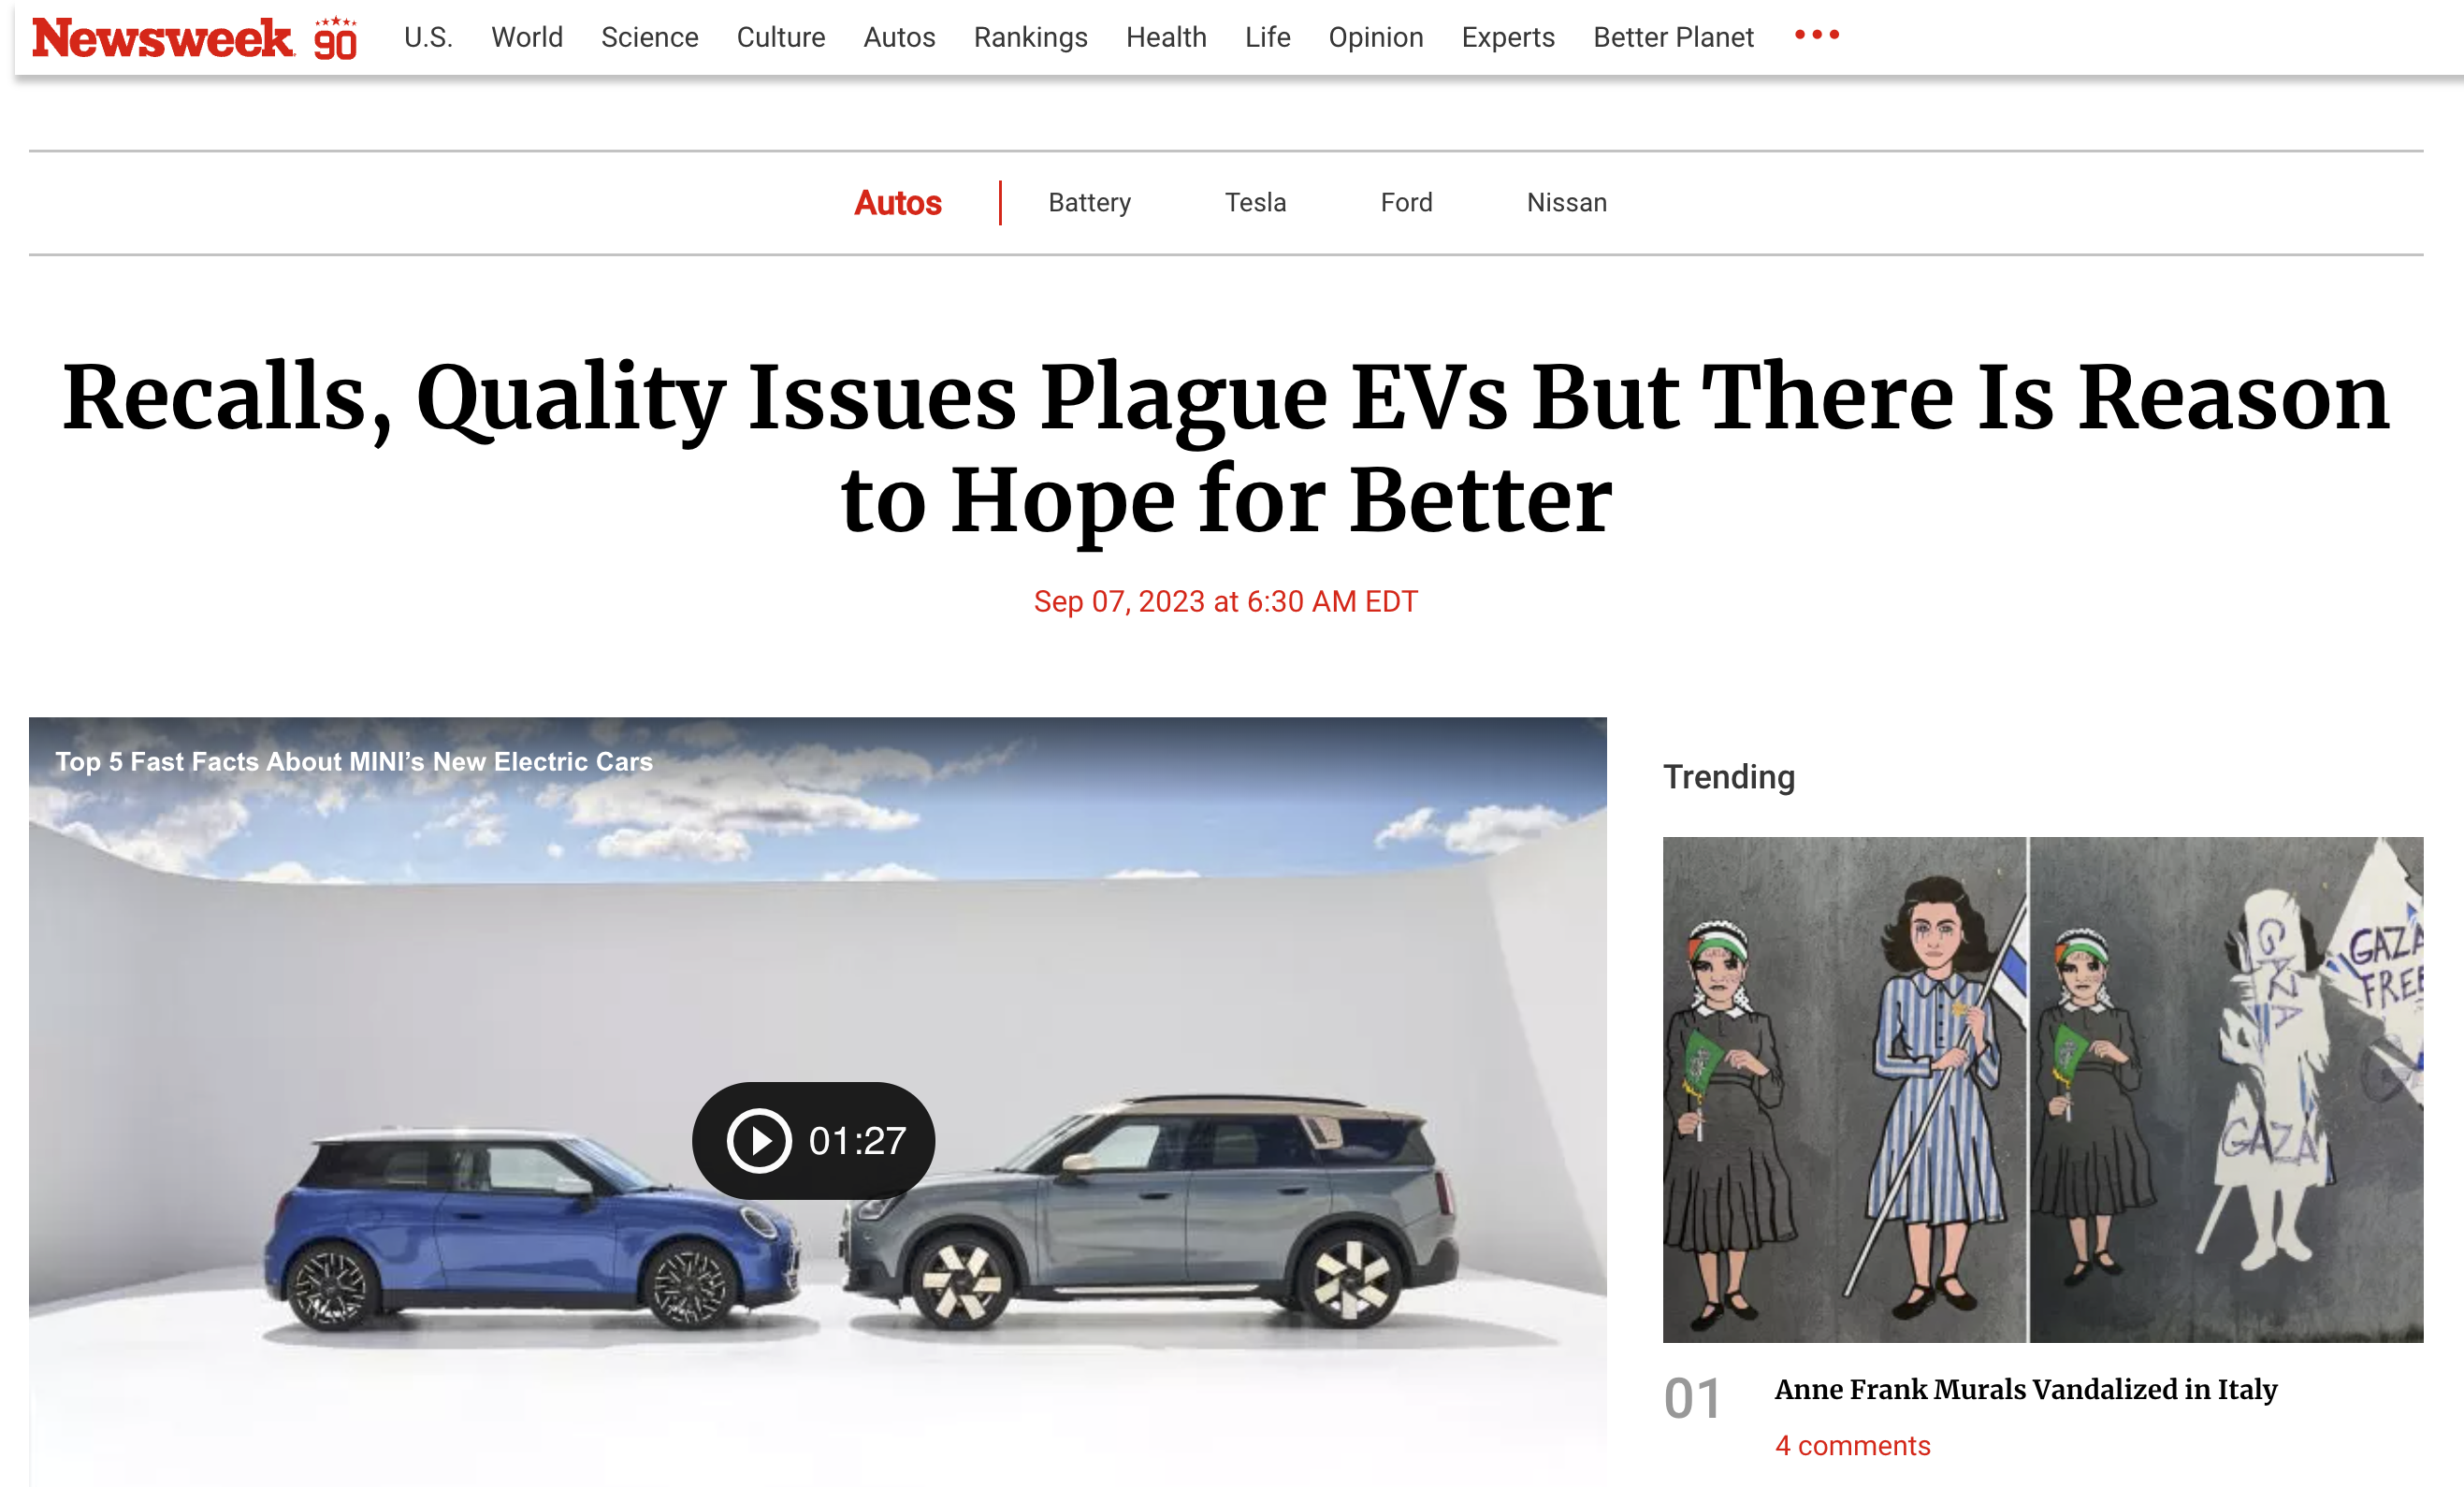 Newsweek 90 U.S. World Science Culture Autos Rankings Health Life Opinion Experts Better Planet
Autos Battery Tesla Ford Nissan
Recalls, Quality Issues Plague EVs But There Is Reason
to Hope for Better
Sep 07, 2023 at 6:30 AM EDT
Top 5 Fast Facts About MINI's New Electric Cars
01:27
Trending
GAZA
FREE
GAZA
GAZA
01 Anne Frank Murals Vandalized in Italy
4 comments